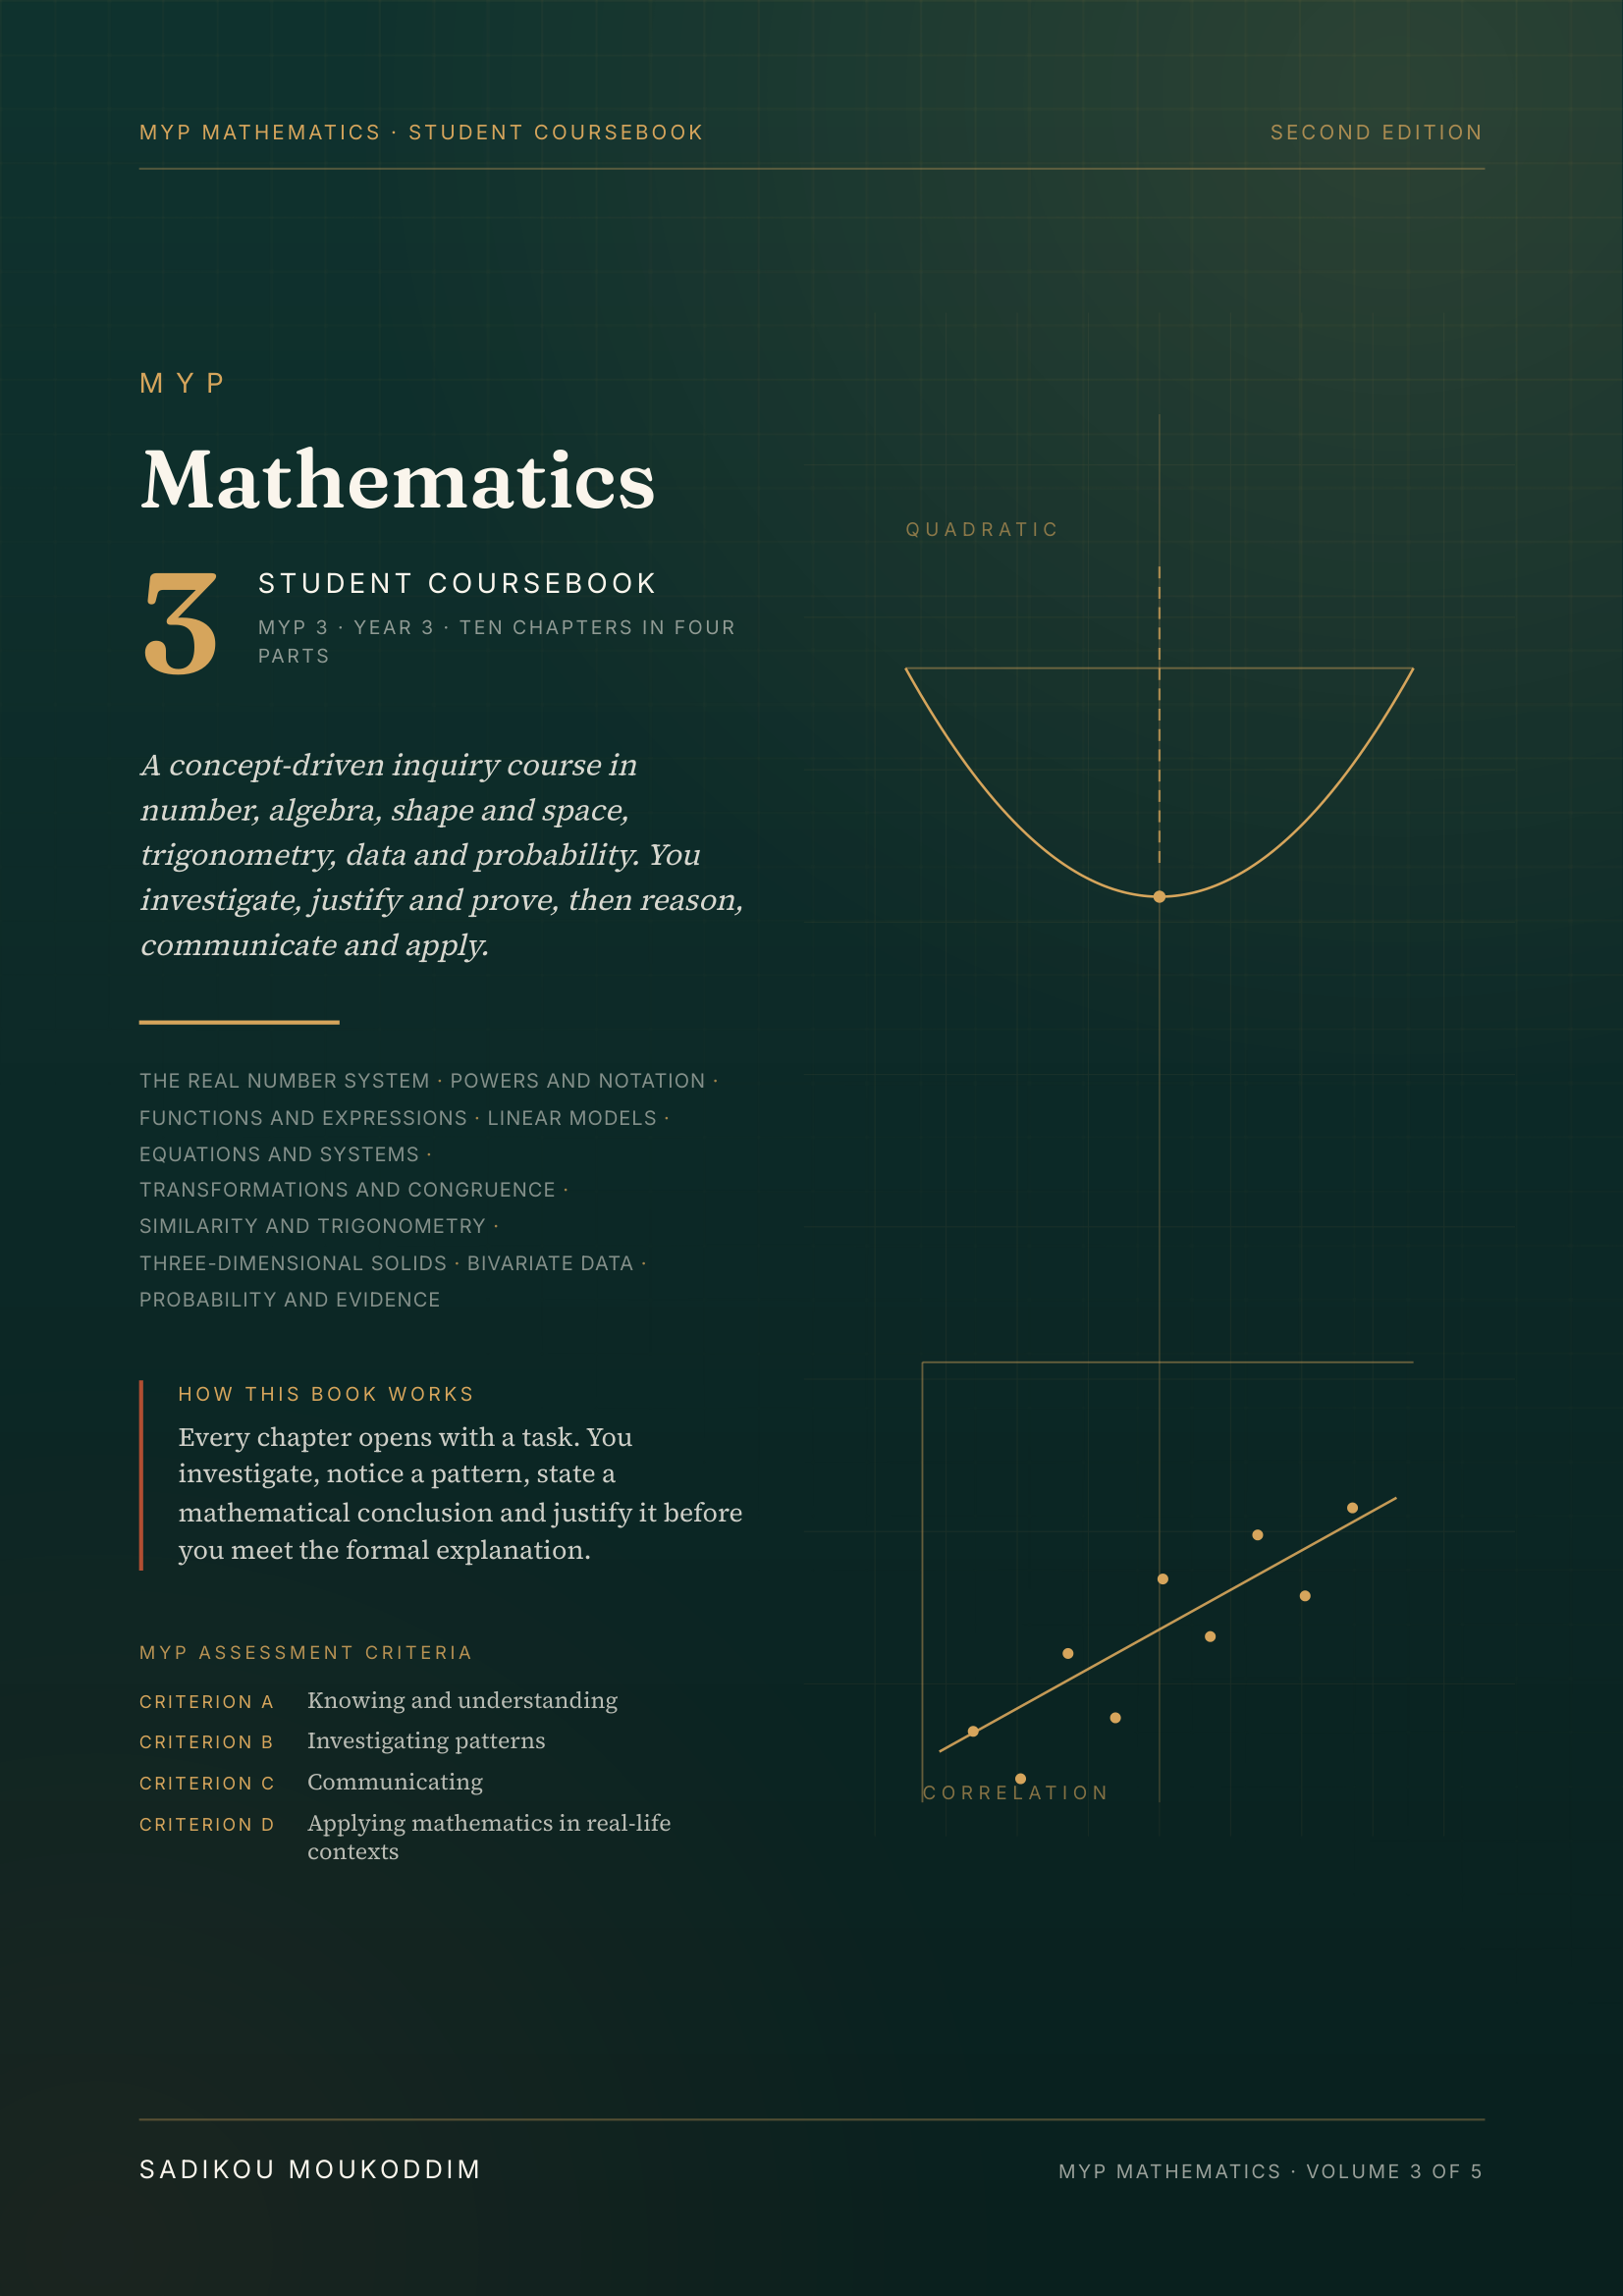 MYP MATHEMATICS · STUDENT COURSEBOOK
SECOND EDITION
MYP
Mathematics
3
STUDENT COURSEBOOK
MYP 3 · YEAR 3 · TEN CHAPTERS IN FOUR
PARTS
A concept-driven inquiry course in
number, algebra, shape and space,
trigonometry, data and probability. You
investigate, justify and prove, then reason,
communicate and apply.
THE REAL NUMBER SYSTEM · POWERS AND NOTATION ·
FUNCTIONS AND EXPRESSIONS · LINEAR MODELS ·
EQUATIONS AND SYSTEMS ·
TRANSFORMATIONS AND CONGRUENCE ·
SIMILARITY AND TRIGONOMETRY ·
THREE-DIMENSIONAL SOLIDS · BIVARIATE DATA ·
PROBABILITY AND EVIDENCE
HOW THIS BOOK WORKS
Every chapter opens with a task. You
investigate, notice a pattern, state a
mathematical conclusion and justify it before
you meet the formal explanation.
MYP ASSESSMENT CRITERIA
CRITERION A Knowing and understanding
CRITERION B Investigating patterns
CRITERION C Communicating
CRITERION D Applying mathematics in real-life
contexts
QUADRATIC
CORRELATION
SADIKOU MOUKODDIM
MYP MATHEMATICS · VOLUME 3 OF 5